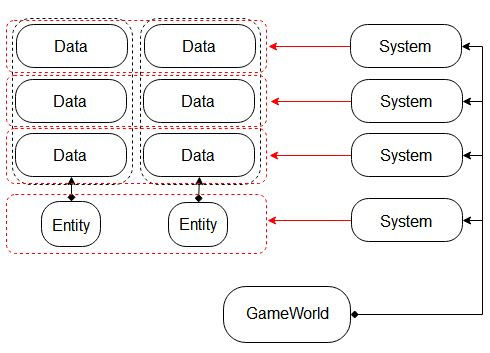 Data
Data
System
Data
Data
System
Data
Data
System
Entity
Entity
System
GameWorld